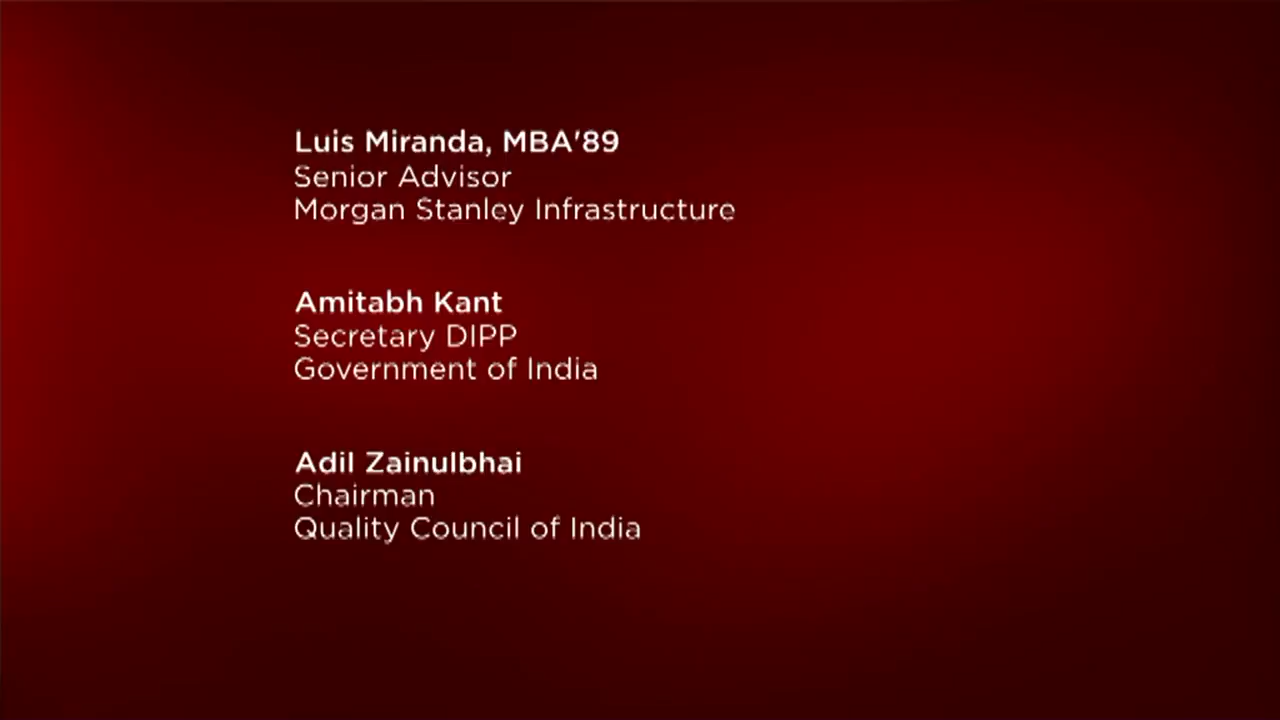 Luis Miranda, MBA'89
Senior Advisor
Morgan Stanley Infrastructure
Amitabh Kant
Secretary DIPP
Government of India
Adil Zainulbhai
Chairman
Quality Council of India